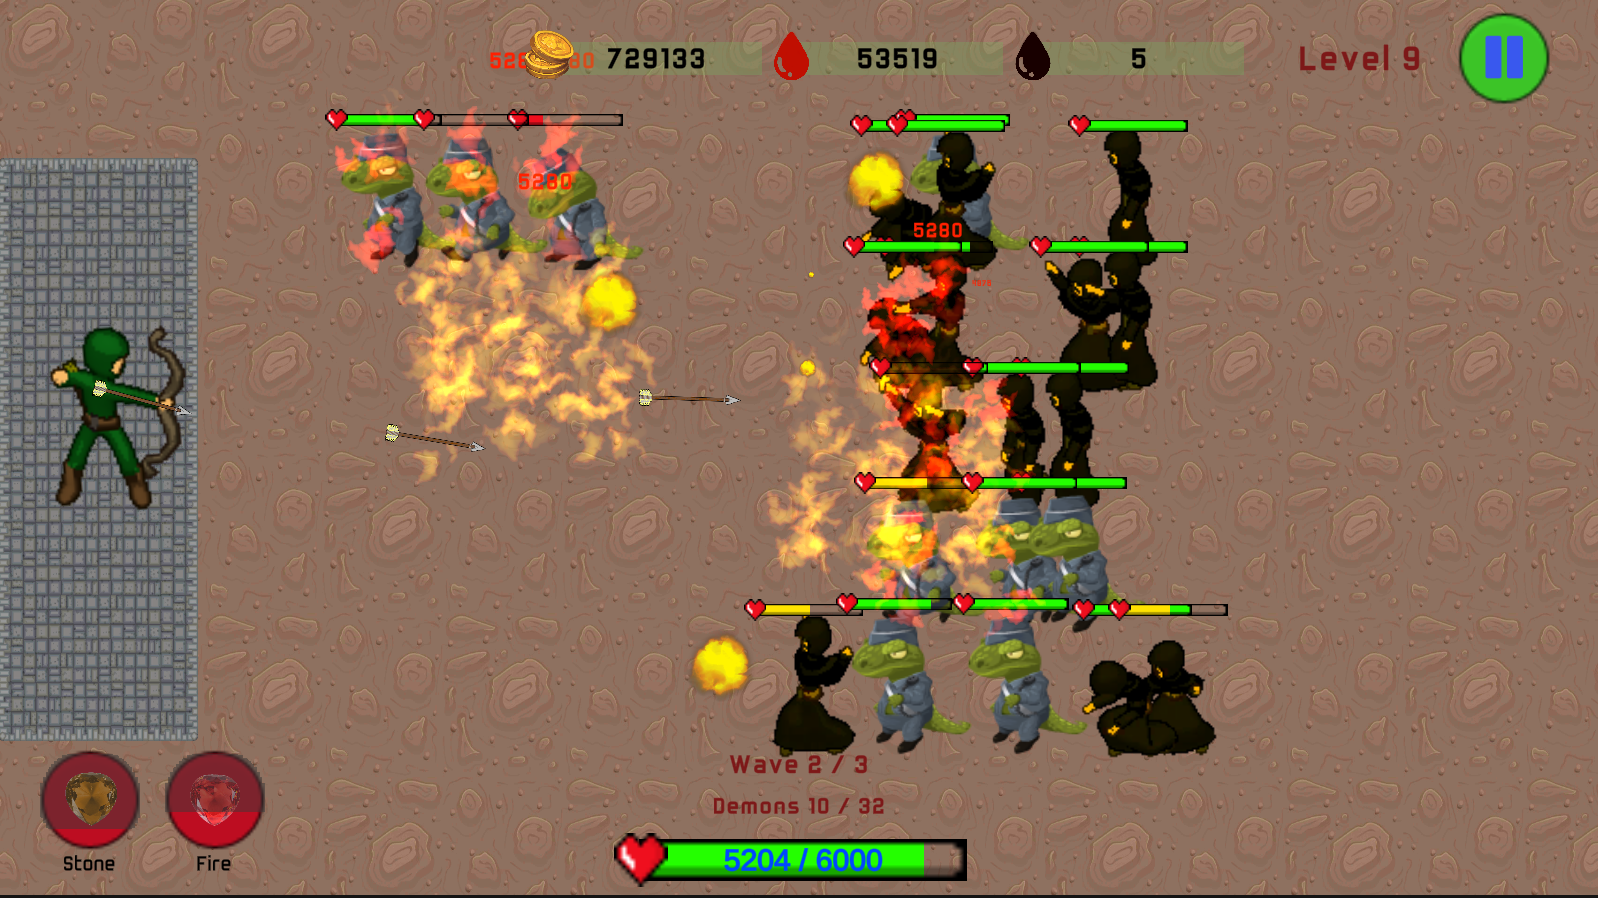 729133
53519
5
Level 9
5280
5280
Wave 2 / 3
Demons 10 / 32
Stone
Fire
5204 / 6000